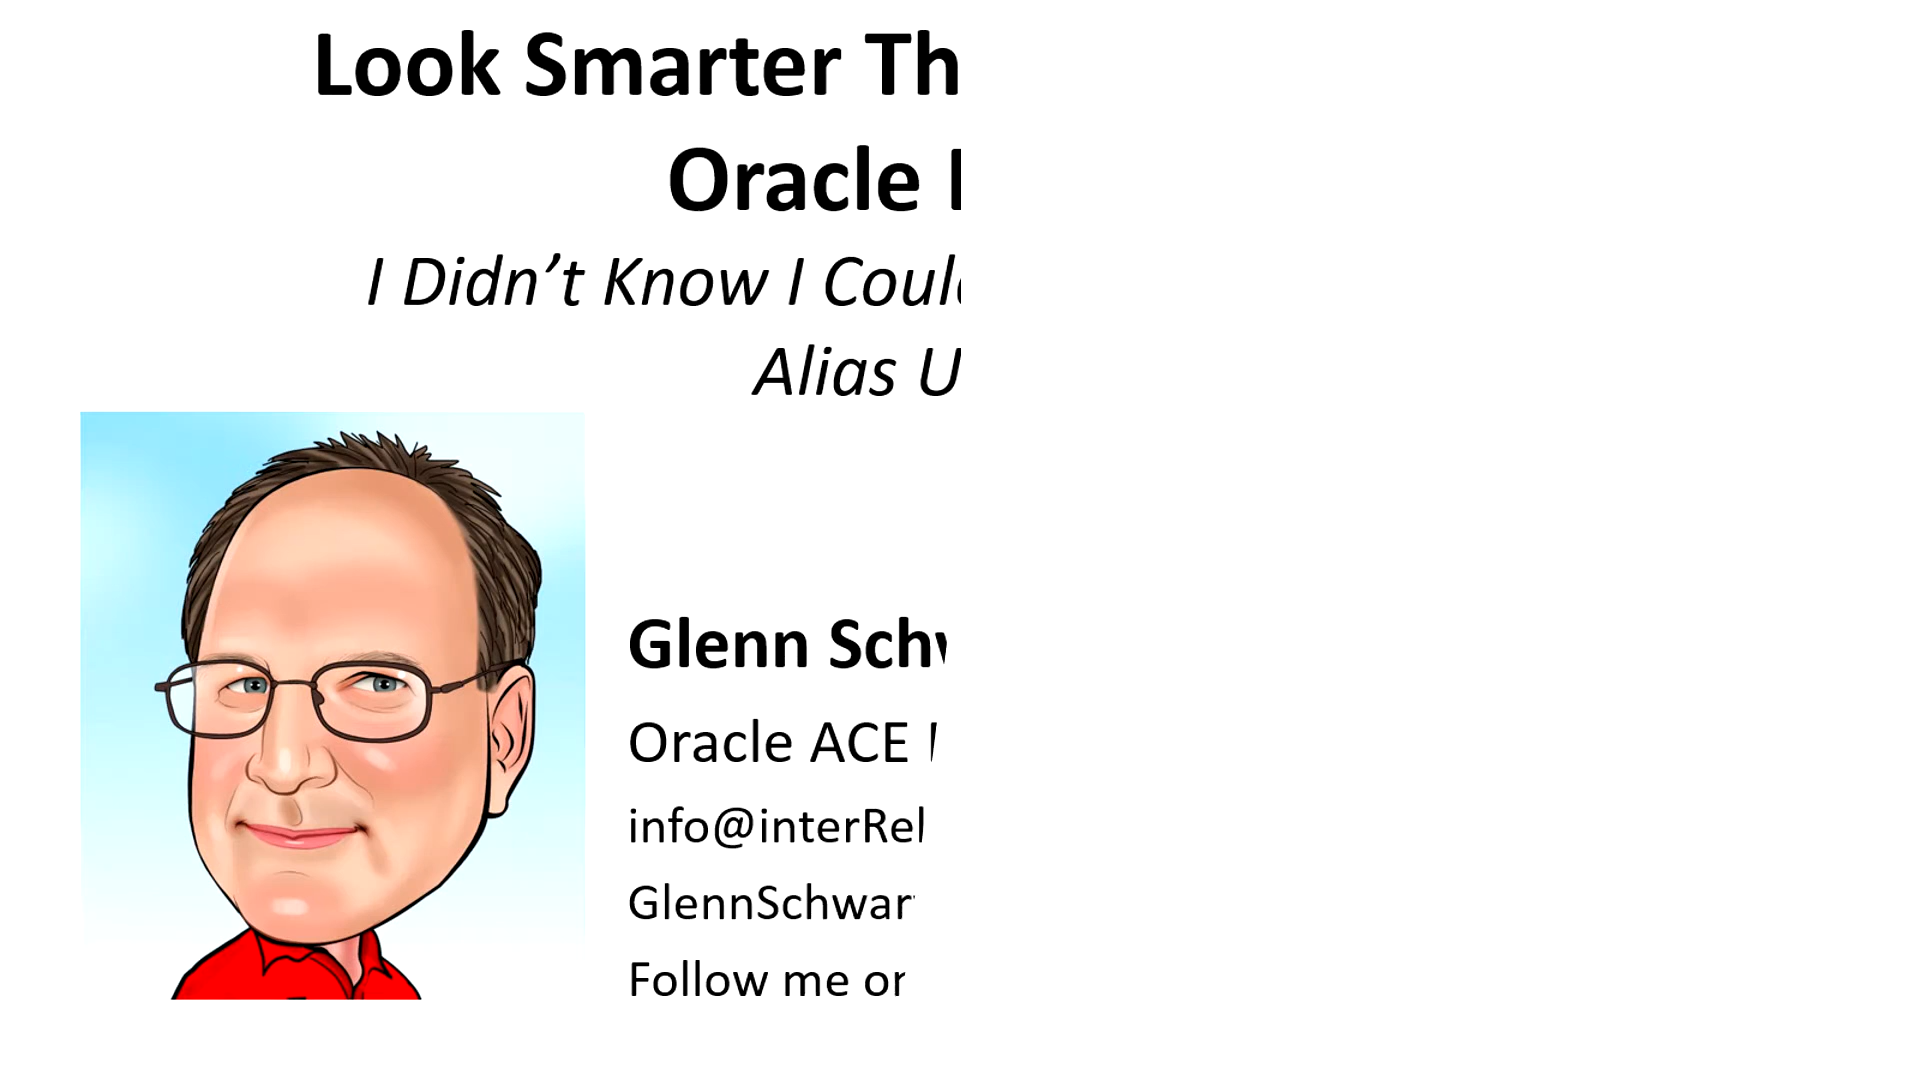 Look Smarter Th
Oracle
I Didn’t Know I Coul
Alias U
Glenn Sch
Oracle ACE
info@interRel
GlennSchwar
Follow me or